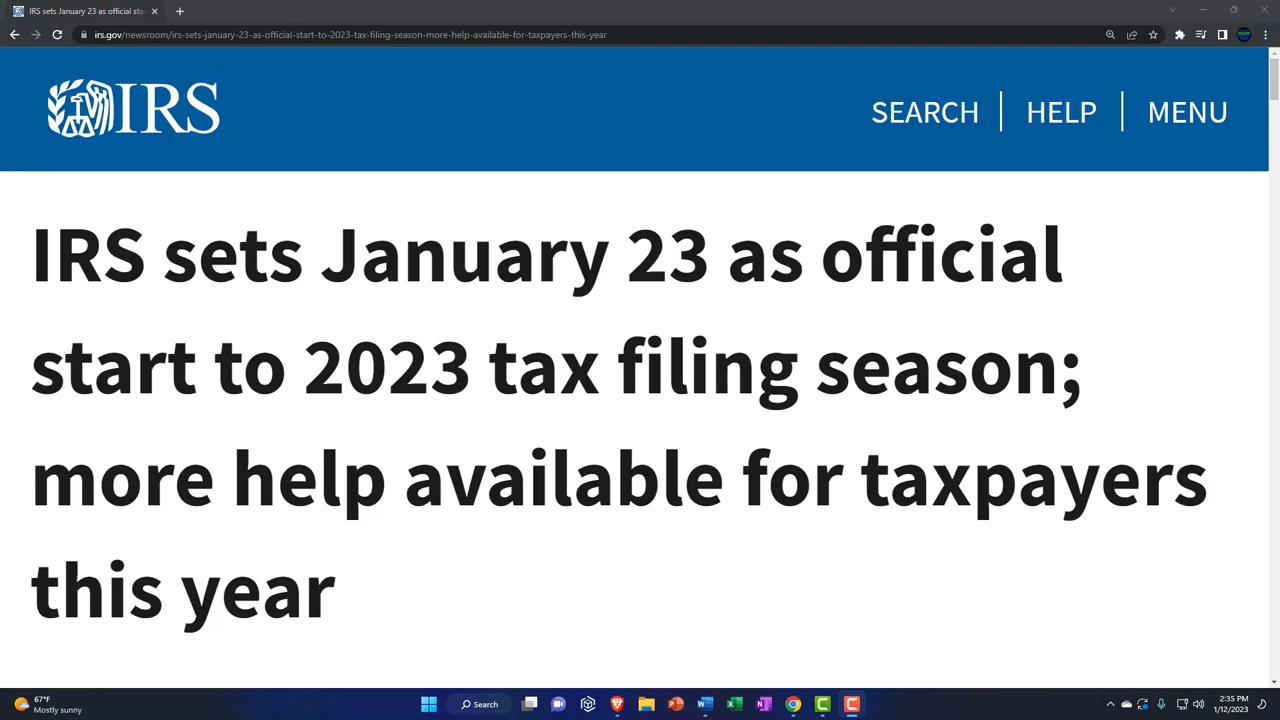 IRS sets January 23 as official sta
irs.gov/newsroom/irs-sets-january-23-as-official-start-to-2023-tax-filing-season-more-help-available-for-taxpayers-this-year
IRS
SEARCH HELP MENU
IRS sets January 23 as official
start to 2023 tax filing season;
more help available for taxpayers
this year
67°F
Mostly sunny
Search
2:35 PM
1/12/2023